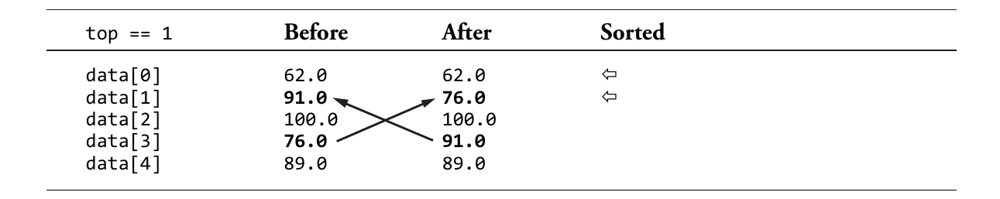 top == 1 Before After Sorted
data[0] 62.0 62.0 ⇦
data[1] 91.0 76.0 ⇦
data[2] 100.0 100.0
data[3] 76.0 91.0
data[4] 89.0 89.0